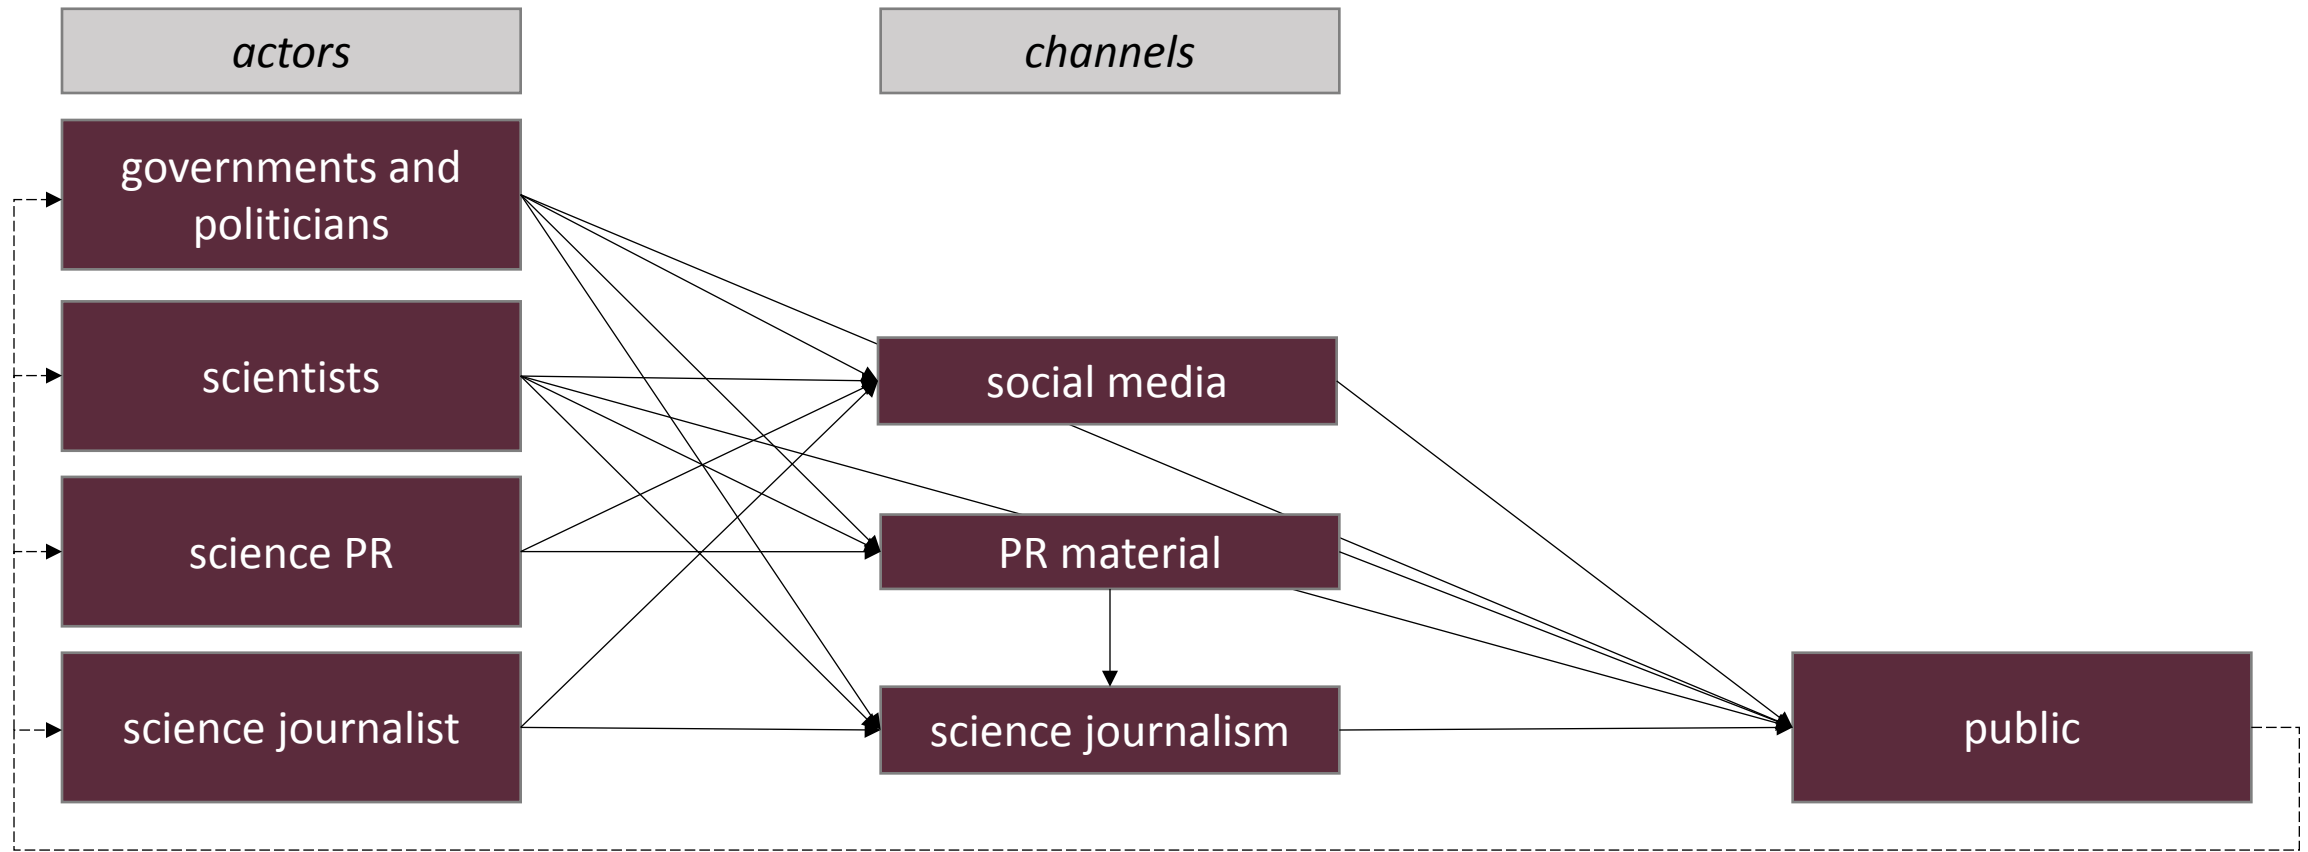 actors
channels
governments and
politicians
scientists
social media
science PR
PR material
science journalist
science journalism
public